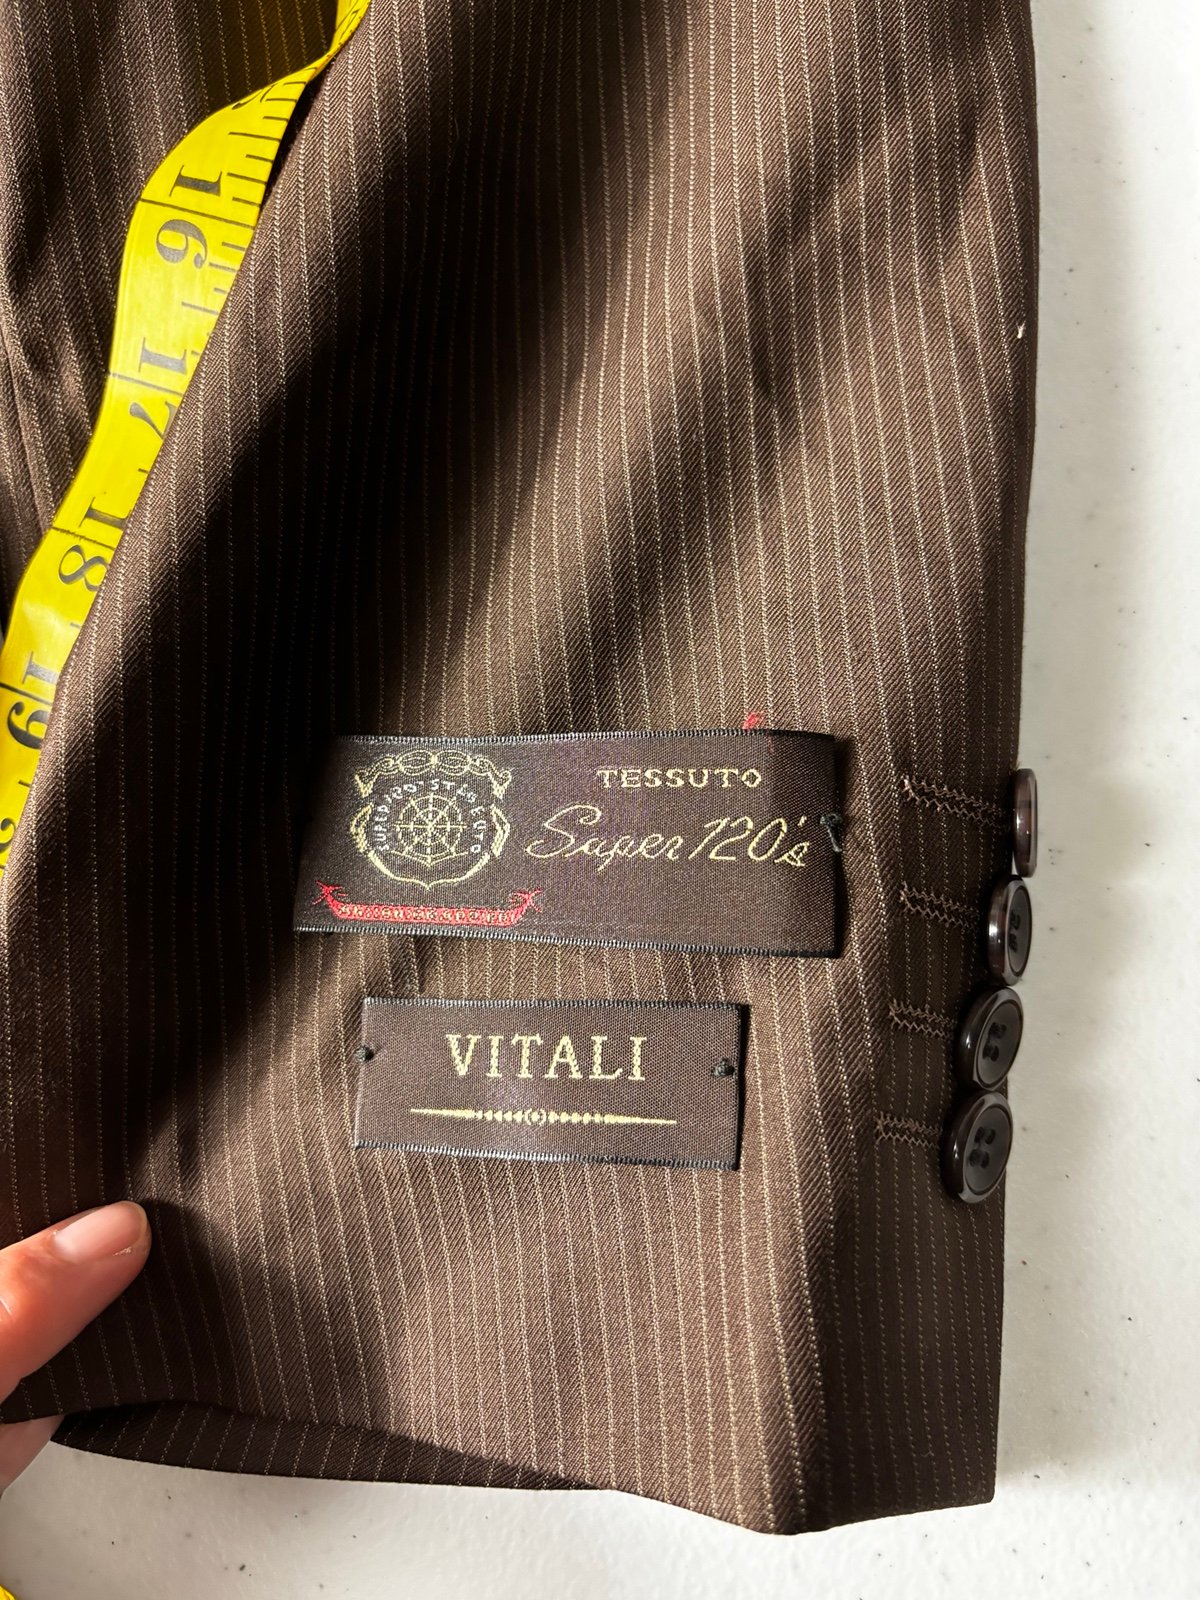 16
17
18
19
TESSUTO
Super 120's
VITALI